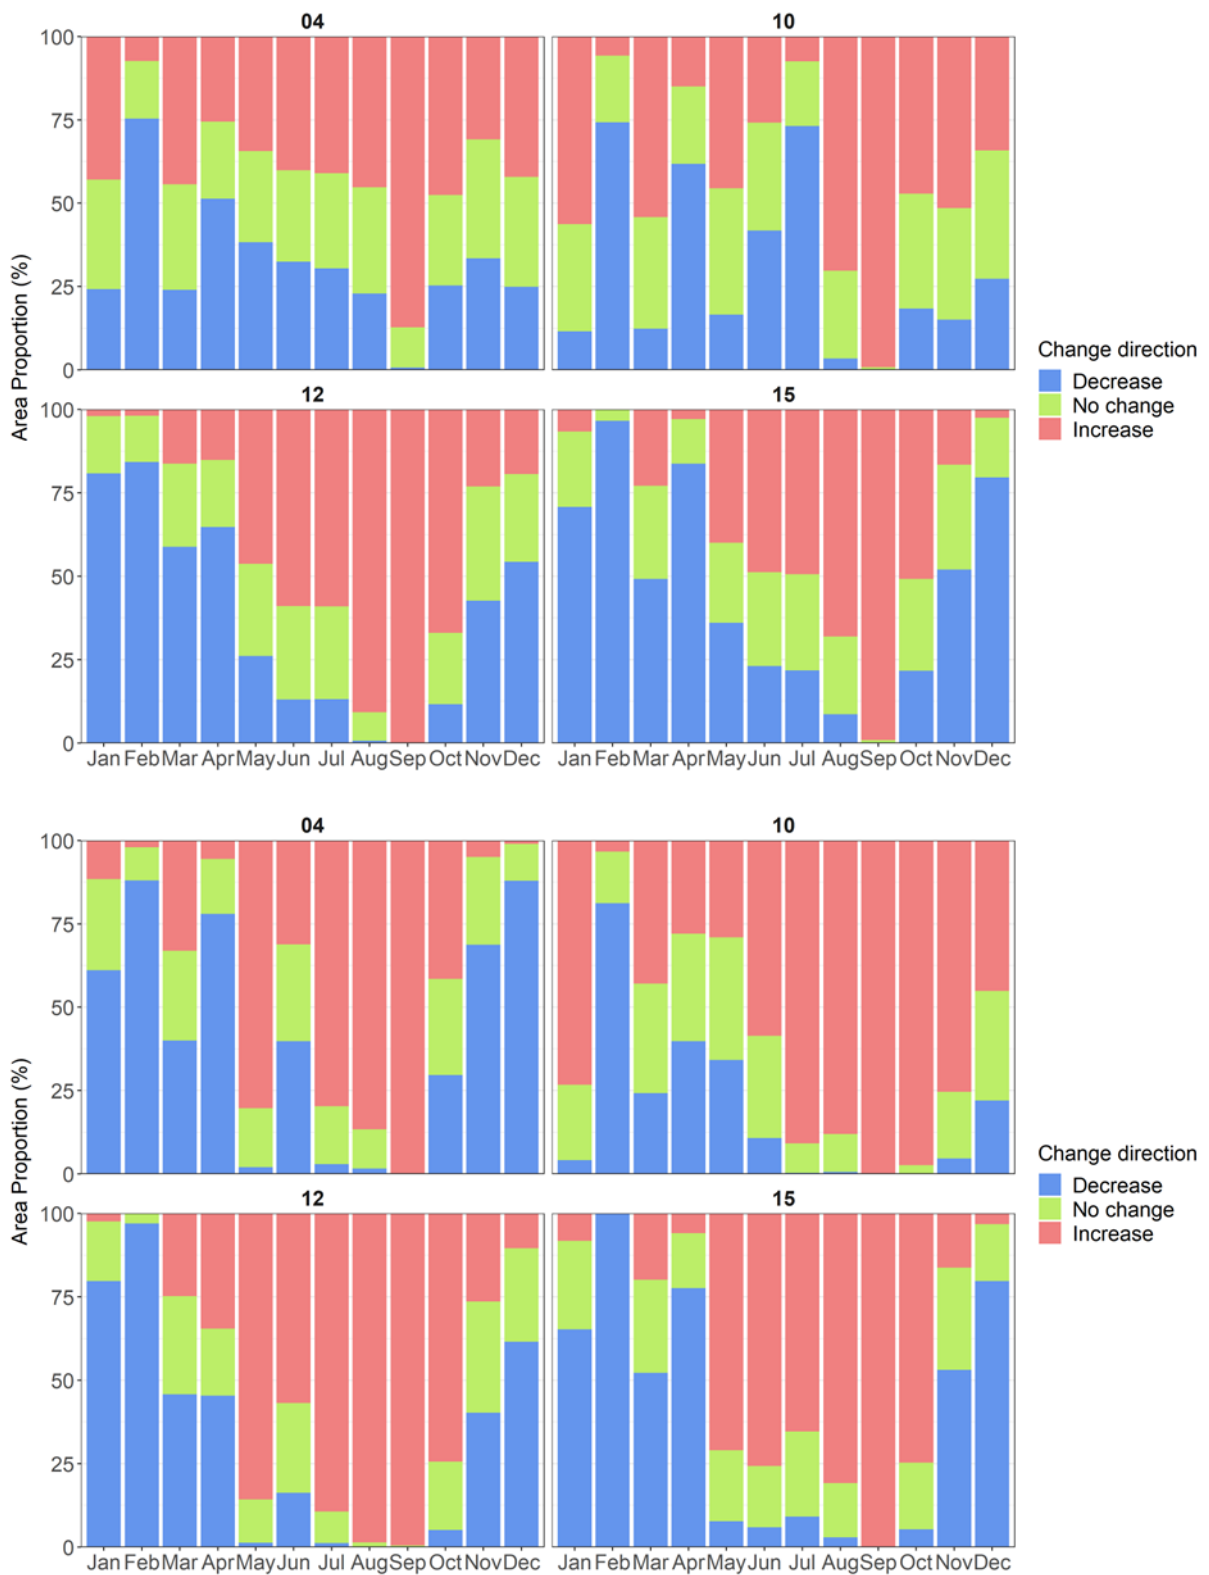 04 10
100
75
50
25
0
12 15
100
75
50
25
0
Area Proportion (%)
Jan Feb Mar Apr May Jun Jul Aug Sep Oct Nov Dec Jan Feb Mar Apr May Jun Jul Aug Sep Oct Nov Dec
Change direction
Decrease
No change
Increase
04 10
100
75
50
25
0
12 15
100
75
50
25
0
Area Proportion (%)
Jan Feb Mar Apr May Jun Jul Aug Sep Oct Nov Dec Jan Feb Mar Apr May Jun Jul Aug Sep Oct Nov Dec
Change direction
Decrease
No change
Increase